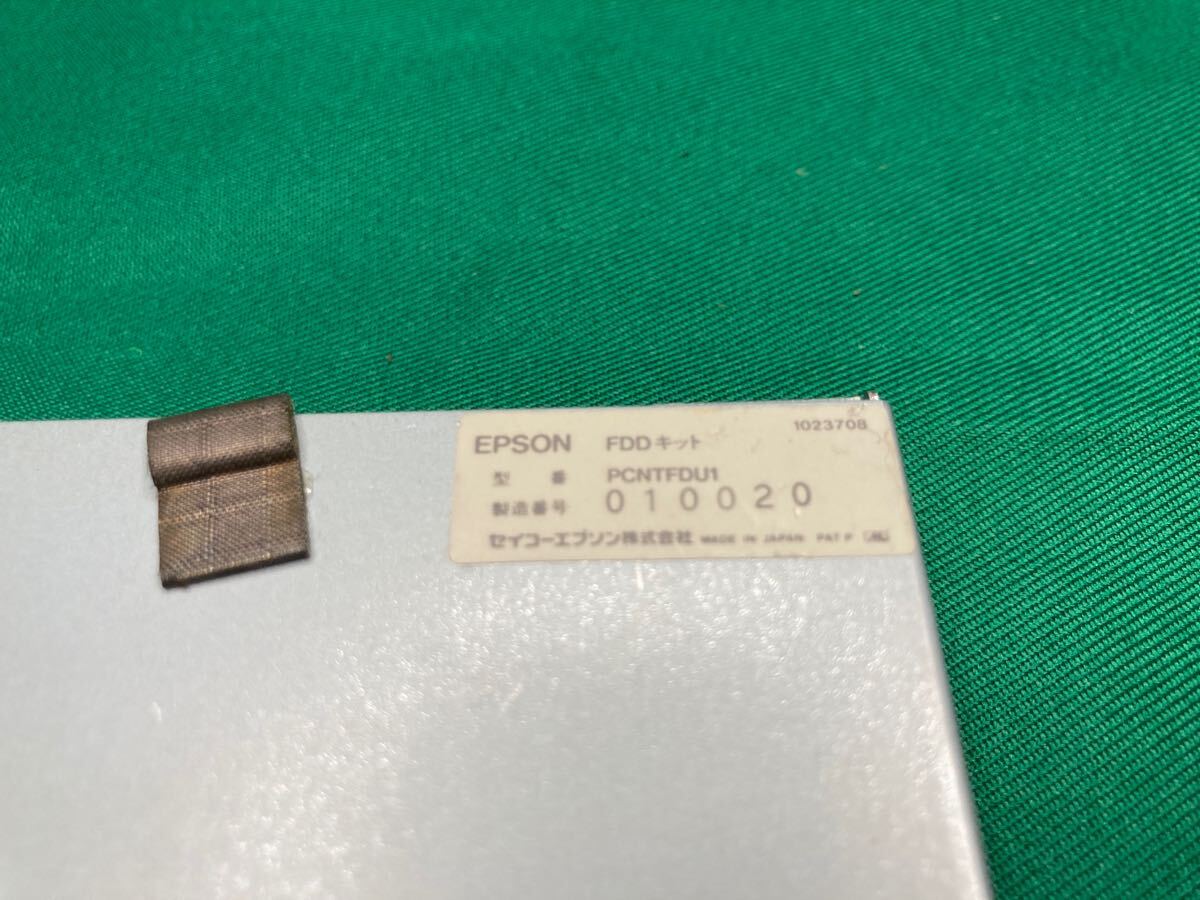 1023708
EPSON FDDキット
型 番 PCNTFDU1
製造番号 010020
セイコーエプソン株式会社 MADE IN JAPAN PAT P